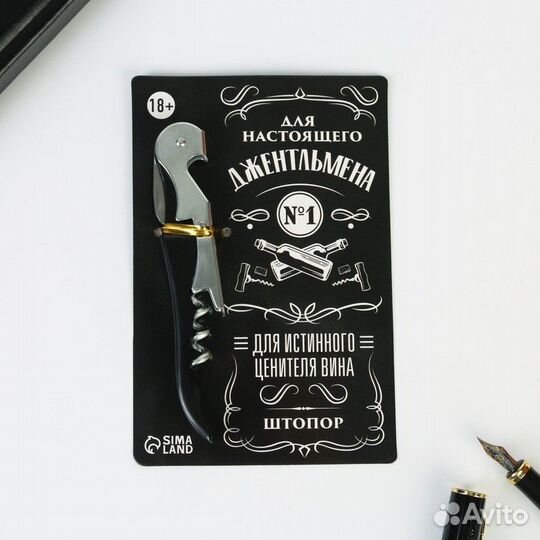 18+
ДЛЯ
НАСТОЯЩЕГО
ДЖЕНТЛЬМЕНА
№1
ДЛЯ ИСТИННОГО
ЦЕНИТЕЛЯ ВИНА
ШТОПОР
SIMA
LAND
Avito